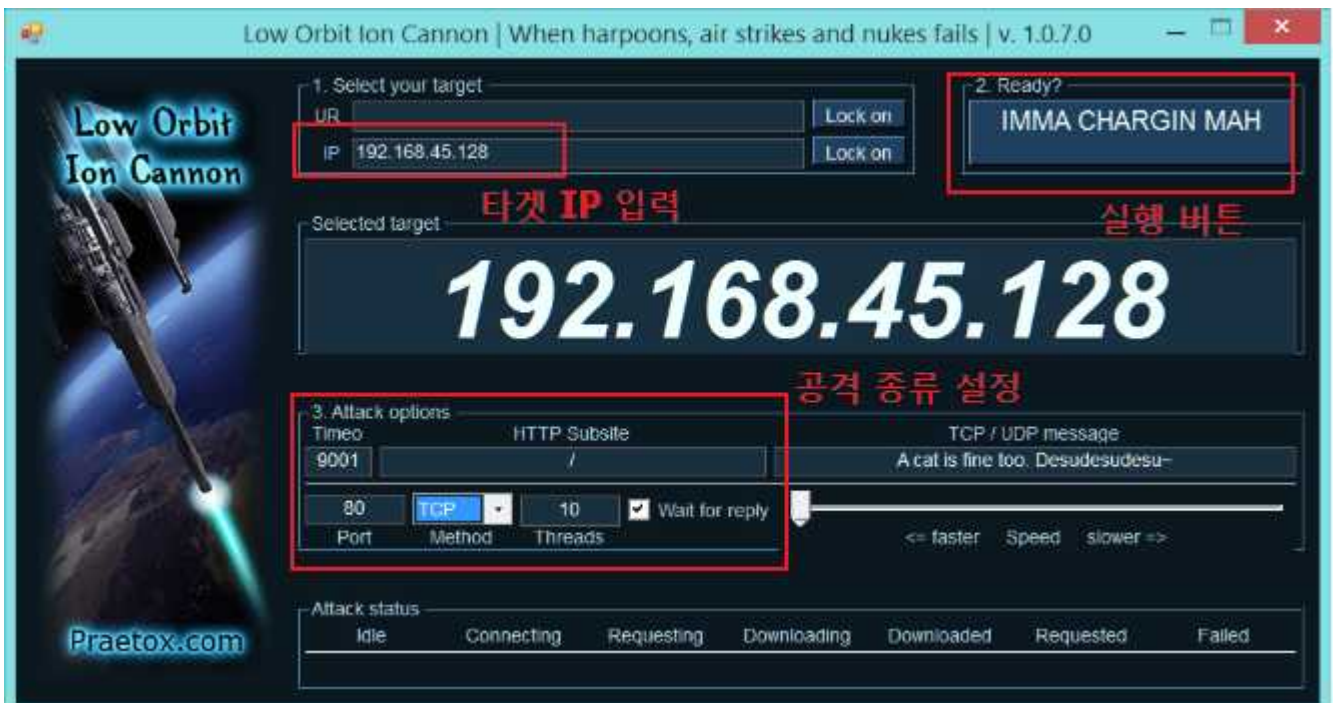 Low Orbit Ion Cannon | When harpoons, air strikes and nukes fails | v. 1.0.7.0
Low Orbit
Ion Cannon
1. Select your target
UR
Lock on
IP 192.168.45.128
Lock on
2. Ready?
IMMA CHARGIN MAH
타겟 IP 입력
실행 버튼
Selected target
192.168.45.128
공격 종류 설정
3. Attack options
Timeo HTTP Subsite TCP / UDP message
9001 / A cat is fine too. Desudesudesu~
80 TCP 10 Wait for reply
Port Method Threads <= faster Speed slower =>
Attack status
Idle Connecting Requesting Downloading Downloaded Requested Failed
Praetox.com